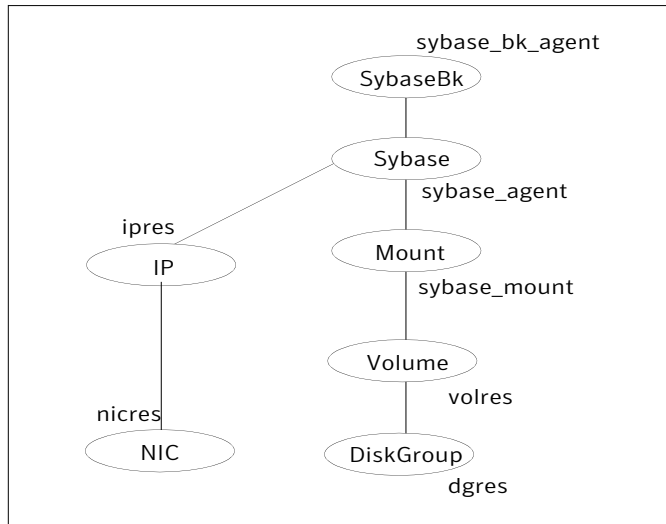 sybase_bk_agent
SybaseBk
Sybase
sybase_agent
ipres
IP
Mount
sybase_mount
Volume
volres
nicres
NIC
DiskGroup
dgres